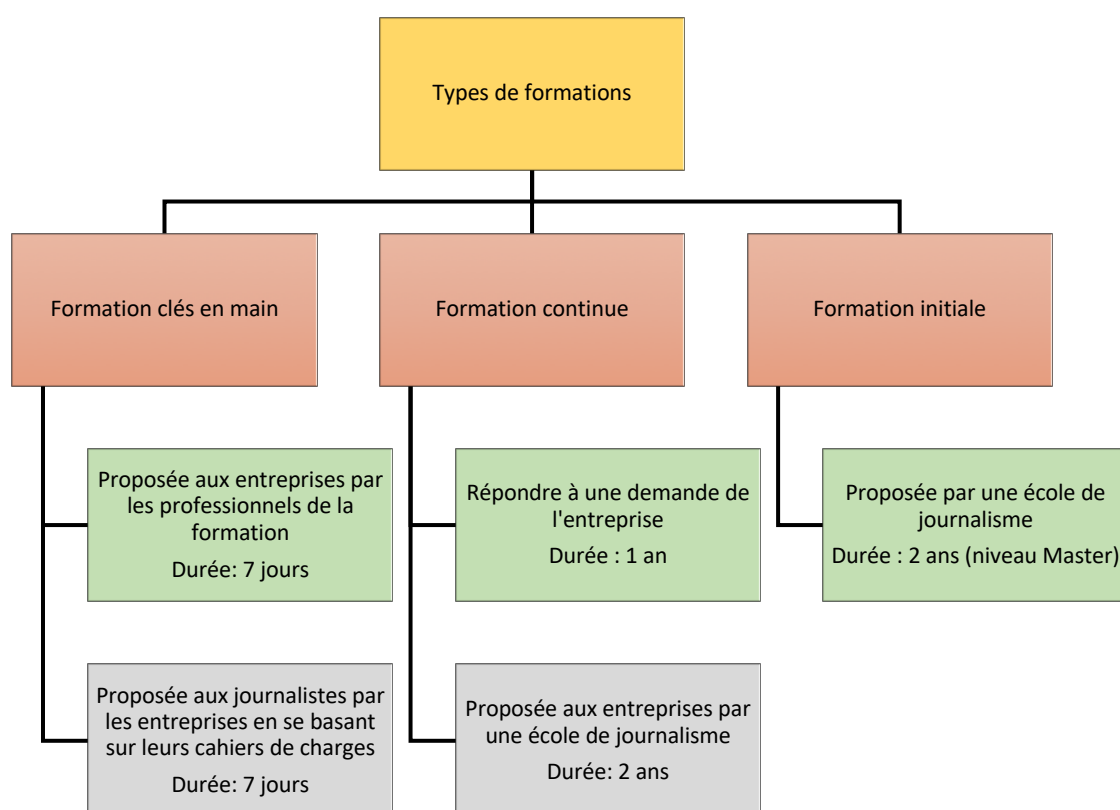 Types de formations
Formation clés en main
Formation continue
Formation initiale
Proposée aux entreprises par
les professionnels de la
formation
Durée: 7 jours
Répondre à une demande de
l'entreprise
Durée : 1 an
Proposée par une école de
journalisme
Durée : 2 ans (niveau Master)
Proposée aux journalistes par
les entreprises en se basant
sur leurs cahiers de charges
Durée: 7 jours
Proposée aux entreprises par
une école de journalisme
Durée: 2 ans